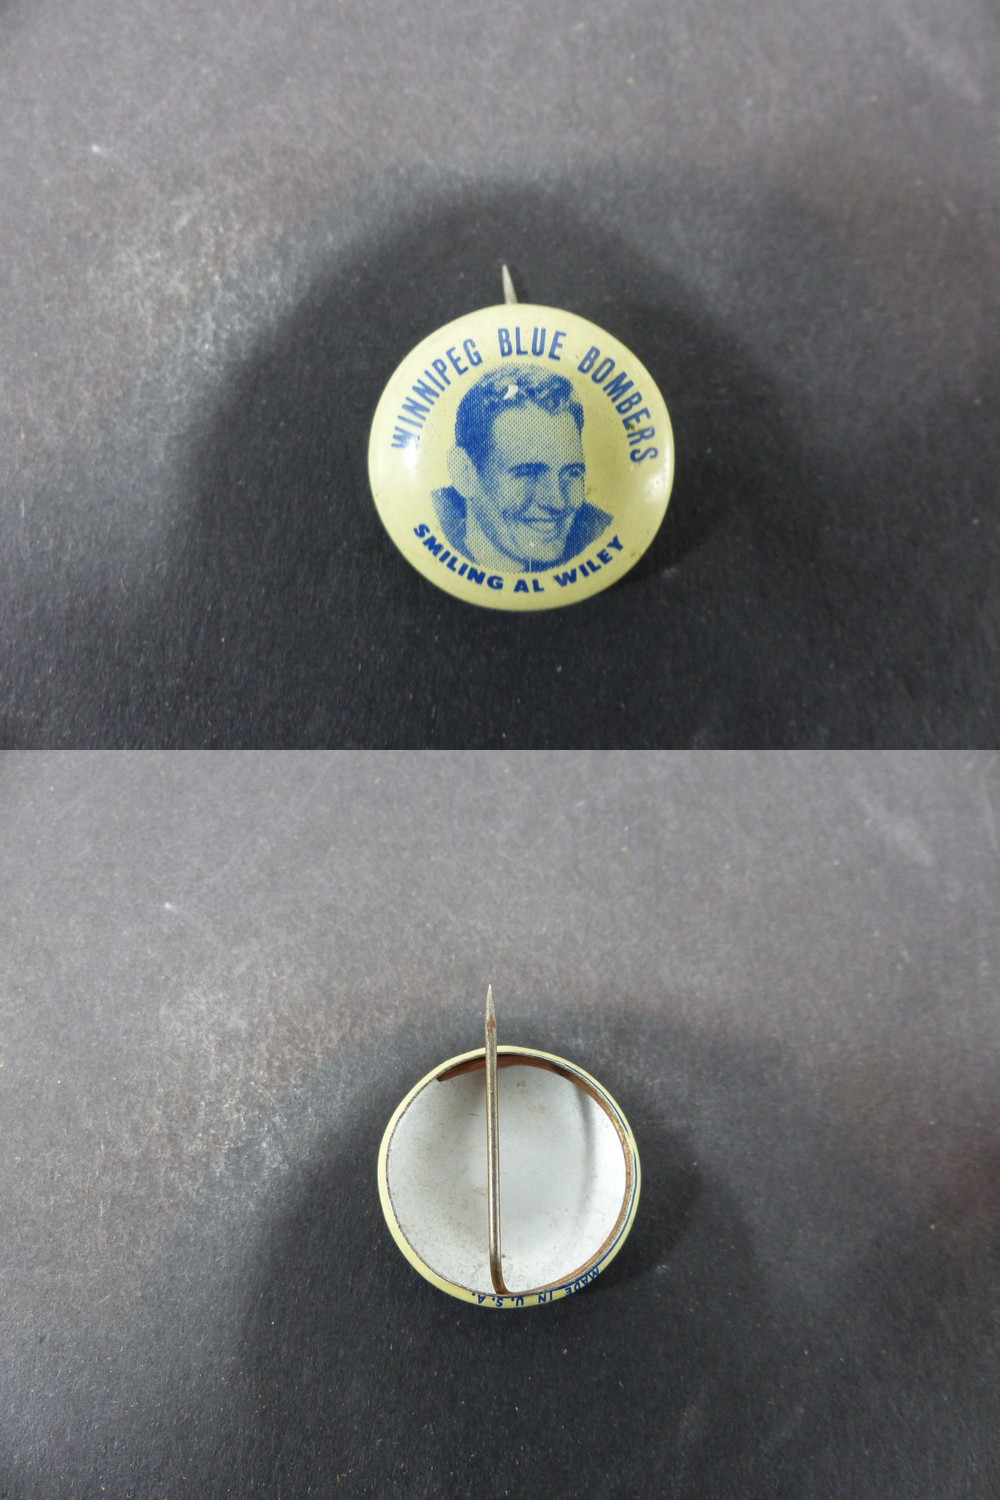 WINNIPEG BLUE BOMBERS
SMILING AL WILEY
MADE IN U.S.A.